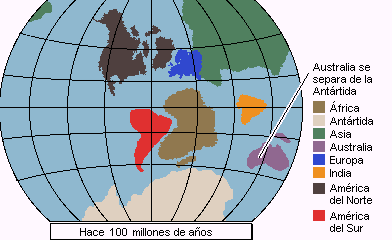 Australia se
separa de la
Antártida
África
Antártida
Asia
Australia
Europa
India
América
del Norte
América
del Sur
Hace 100 millones de años